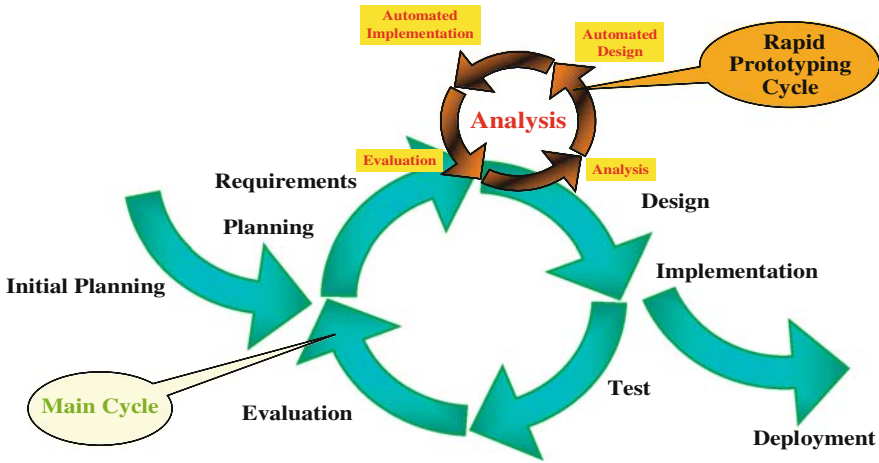 Automated
Implementation
Automated
Design
Rapid
Prototyping
Cycle
Analysis
Evaluation
Analysis
Requirements
Planning
Design
Initial Planning
Implementation
Main Cycle
Evaluation
Test
Deployment